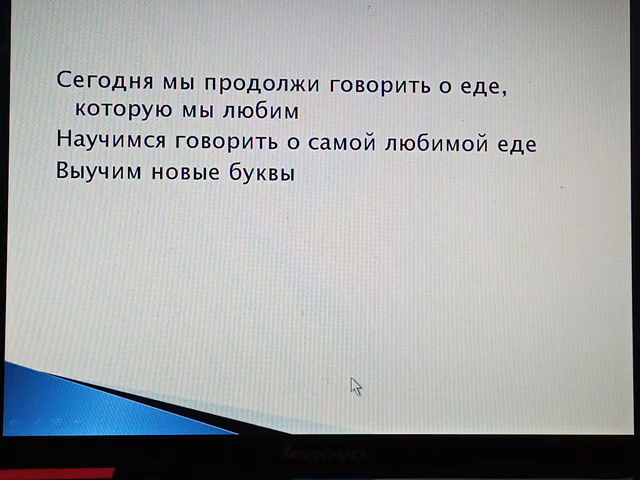 Сегодня мы продолжи говорить о еде,
которую мы любим
Научимся говорить о самой любимой еде
Выучим новые буквы
lenovo